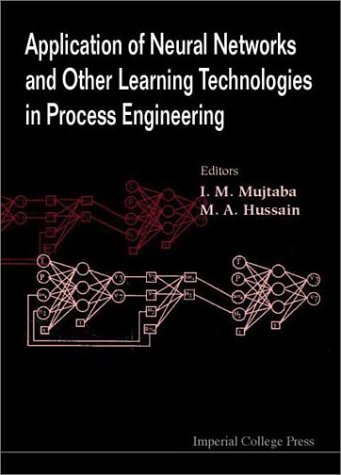 Application of Neural Networks
and Other Learning Technologies
in Process Engineering
Editors
I. M. Mujtaba
M. A. Hussain
Imperial College Press